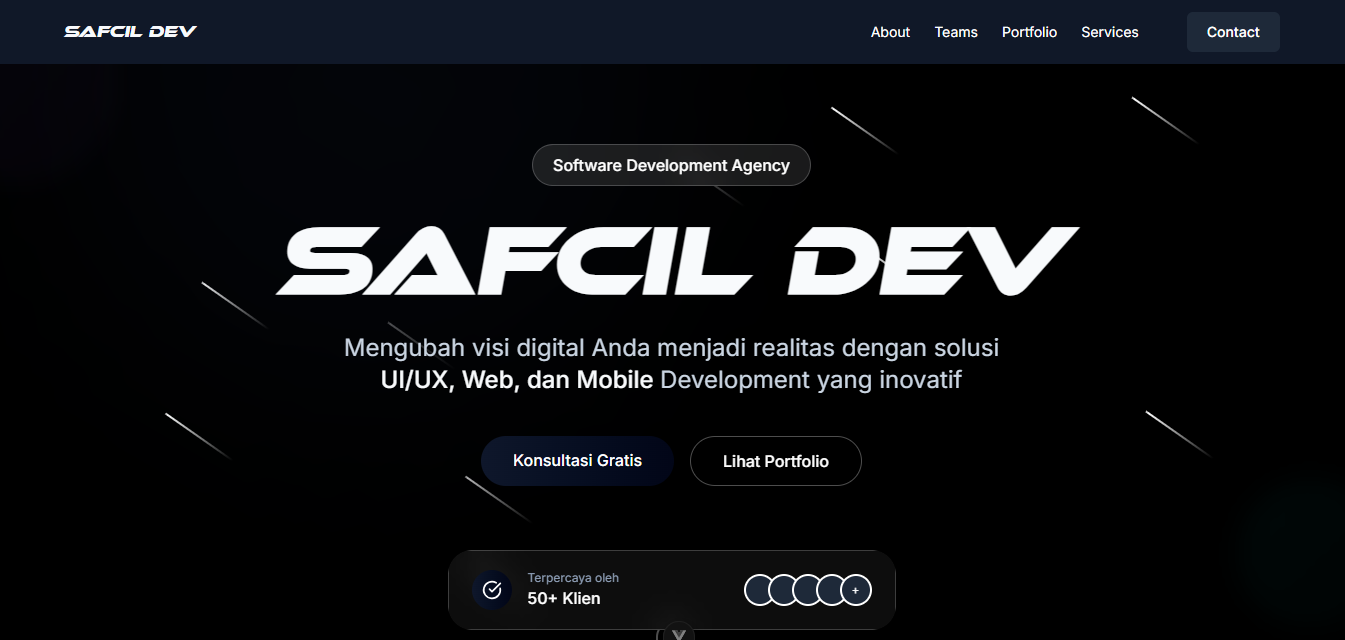 SAFCIL DEV
About
Teams
Portfolio
Services
Contact
Software Development Agency
SAFCIL DEV
Mengubah visi digital Anda menjadi realitas dengan solusi
UI/UX, Web, dan Mobile Development yang inovatif
Konsultasi Gratis
Lihat Portfolio
Terpercaya oleh
50+ Klien
+